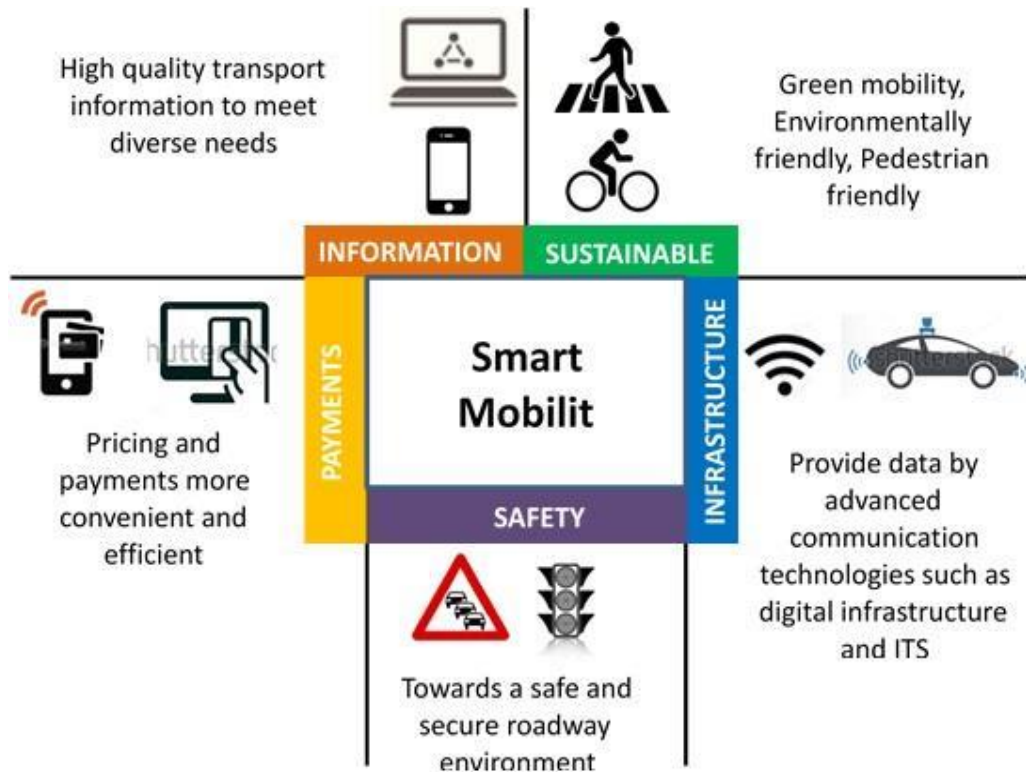 High quality transport
information to meet
diverse needs
Green mobility,
Environmentally
friendly, Pedestrian
friendly
INFORMATION
SUSTAINABLE
PAYMENTS
Smart
Mobilit
INFRASTRUCTURE
SAFETY
Pricing and
payments more
convenient and
efficient
Provide data by
advanced
communication
technologies such as
digital infrastructure
and ITS
Towards a safe and
secure roadway
environment